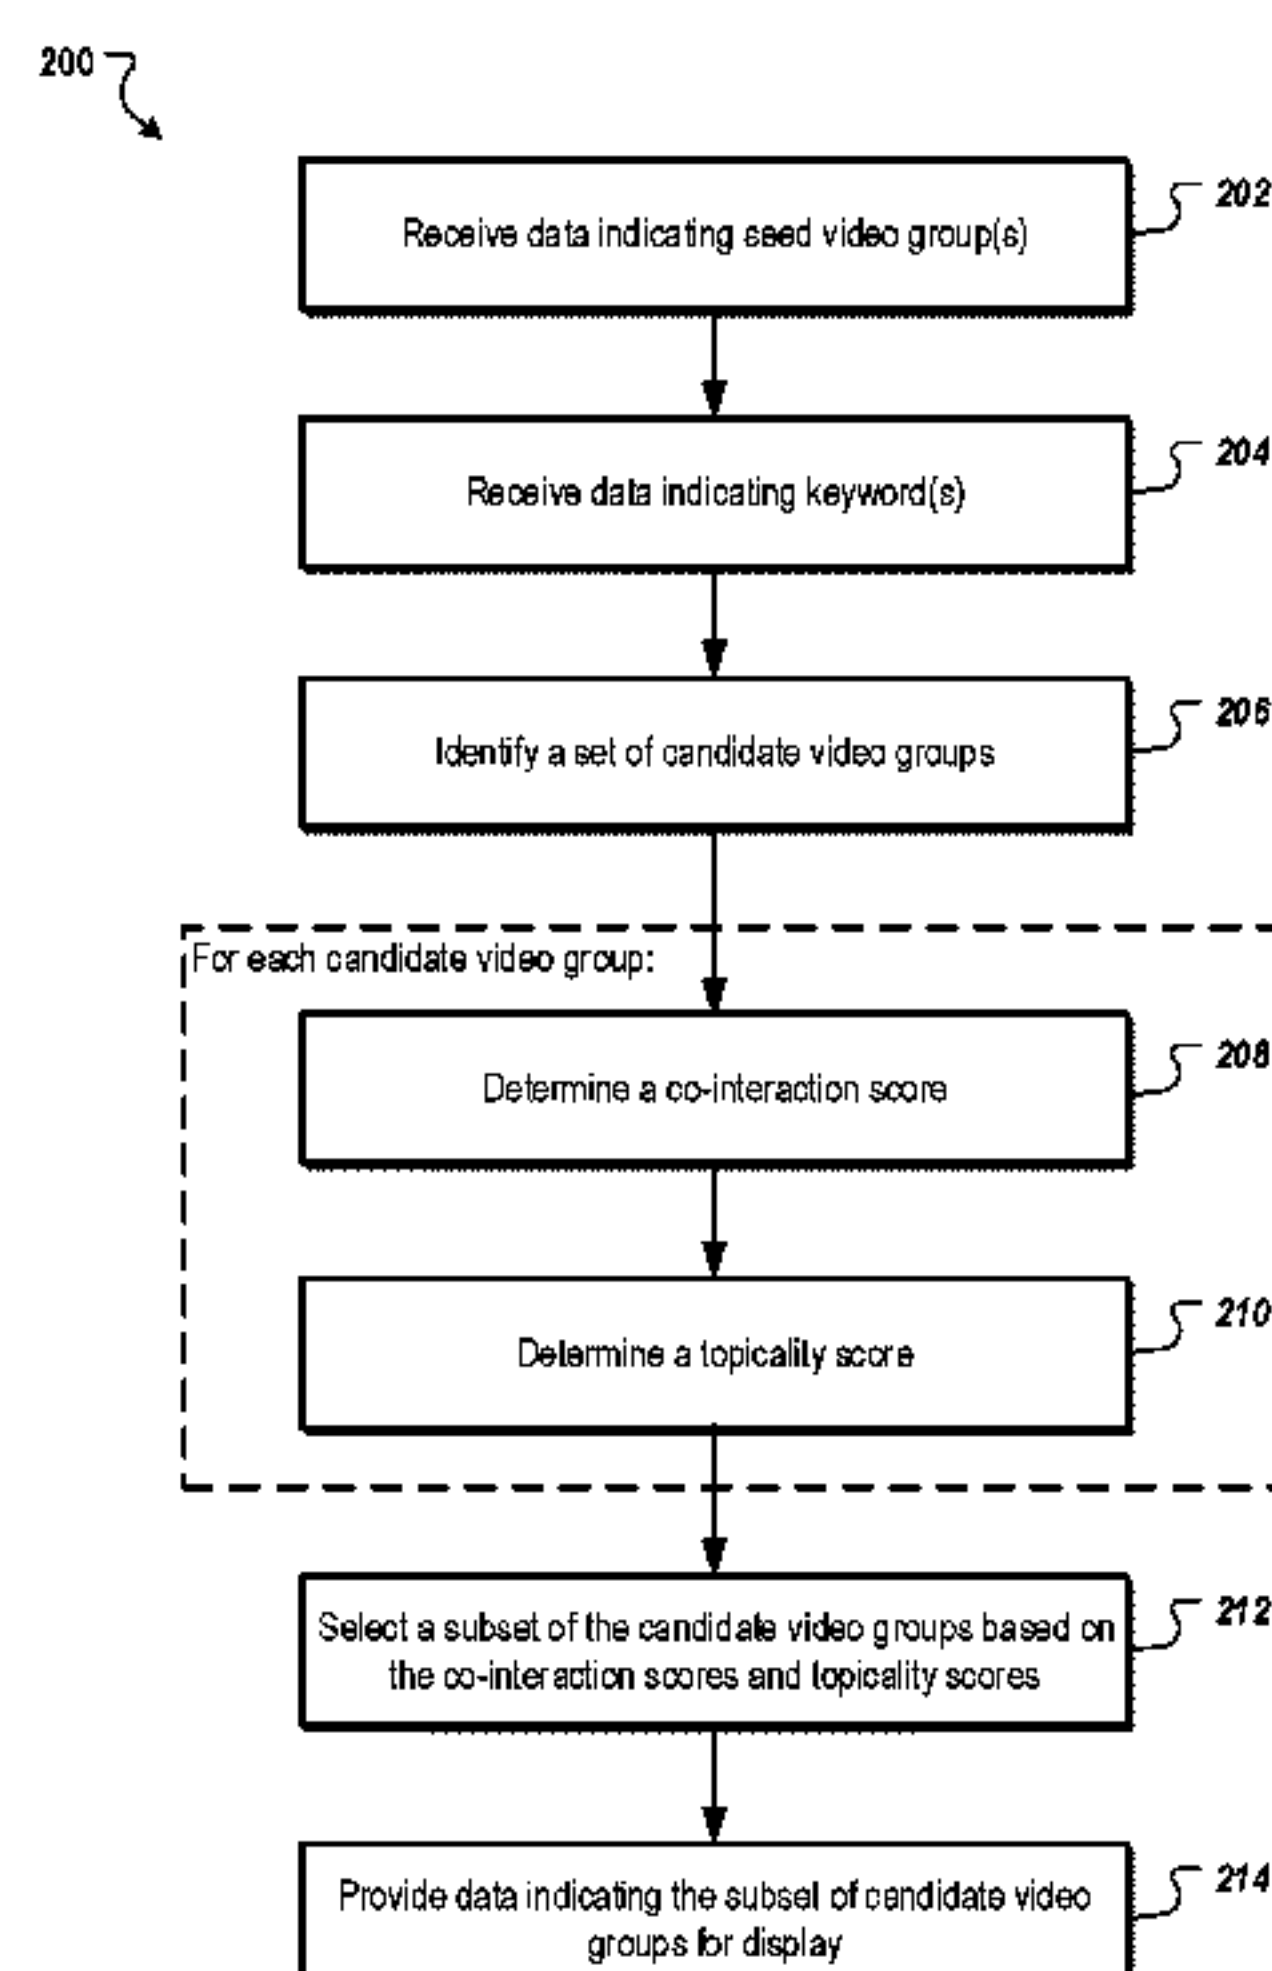 200
Receive data indicating seed video group(s)
202
Receive data indicating keyword(s)
204
Identify a set of candidate video groups
206
For each candidate video group:
Determine a co-interaction score
208
Determine a topicality score
210
Select a subset of the candidate video groups based on
the co-interaction scores and topicality scores
212
Provide data indicating the subset of candidate video
groups for display
214